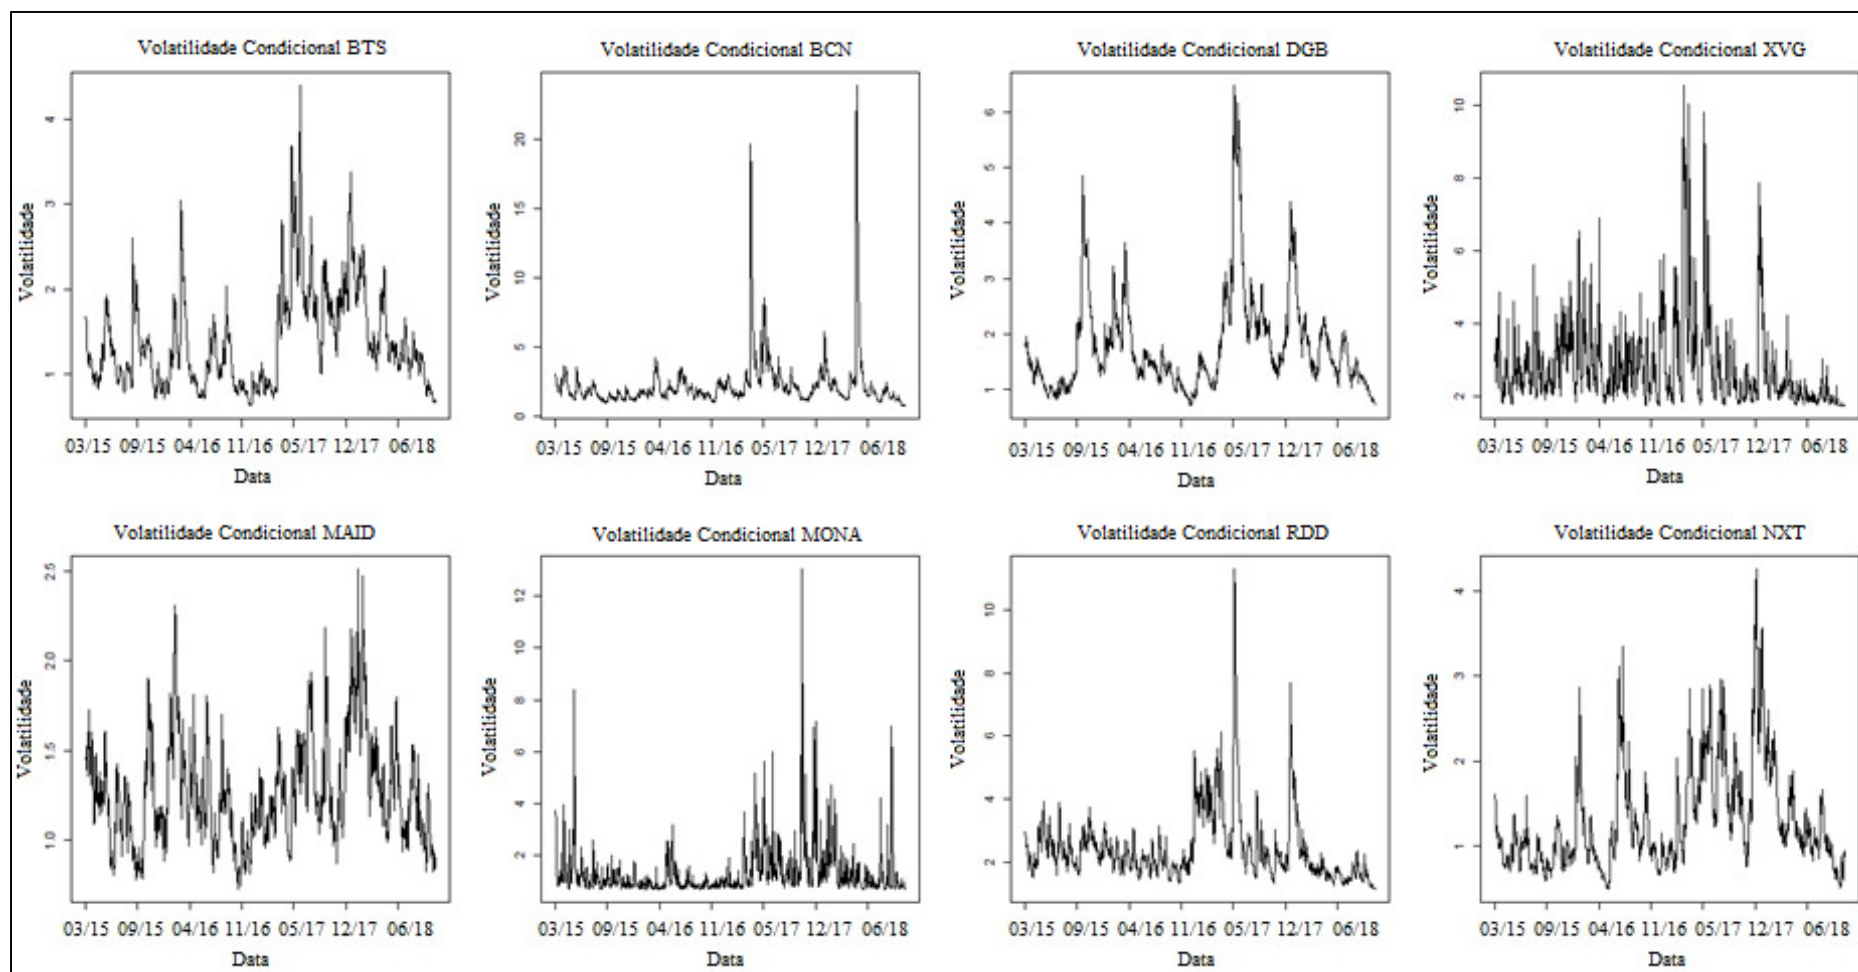 Volatilidade Condicional BTS
Volatilidade
4
3
2
1
03/15 09/15 04/16 11/16 05/17 12/17 06/18
Data
Volatilidade Condicional BCN
Volatilidade
20
15
10
5
0
03/15 09/15 04/16 11/16 05/17 12/17 06/18
Data
Volatilidade Condicional DGB
Volatilidade
6
5
4
3
2
1
03/15 09/15 04/16 11/16 05/17 12/17 06/18
Data
Volatilidade Condicional XVG
Volatilidade
10
8
6
4
2
03/15 09/15 04/16 11/16 05/17 12/17 06/18
Data
Volatilidade Condicional MAID
Volatilidade
2.5
2.0
1.5
1.0
03/15 09/15 04/16 11/16 05/17 12/17 06/18
Data
Volatilidade Condicional MONA
Volatilidade
12
10
8
6
4
2
03/15 09/15 04/16 11/16 05/17 12/17 06/18
Data
Volatilidade Condicional RDD
Volatilidade
10
8
6
4
2
03/15 09/15 04/16 11/16 05/17 12/17 06/18
Data
Volatilidade Condicional NXT
Volatilidade
4
3
2
1
03/15 09/15 04/16 11/16 05/17 12/17 06/18
Data